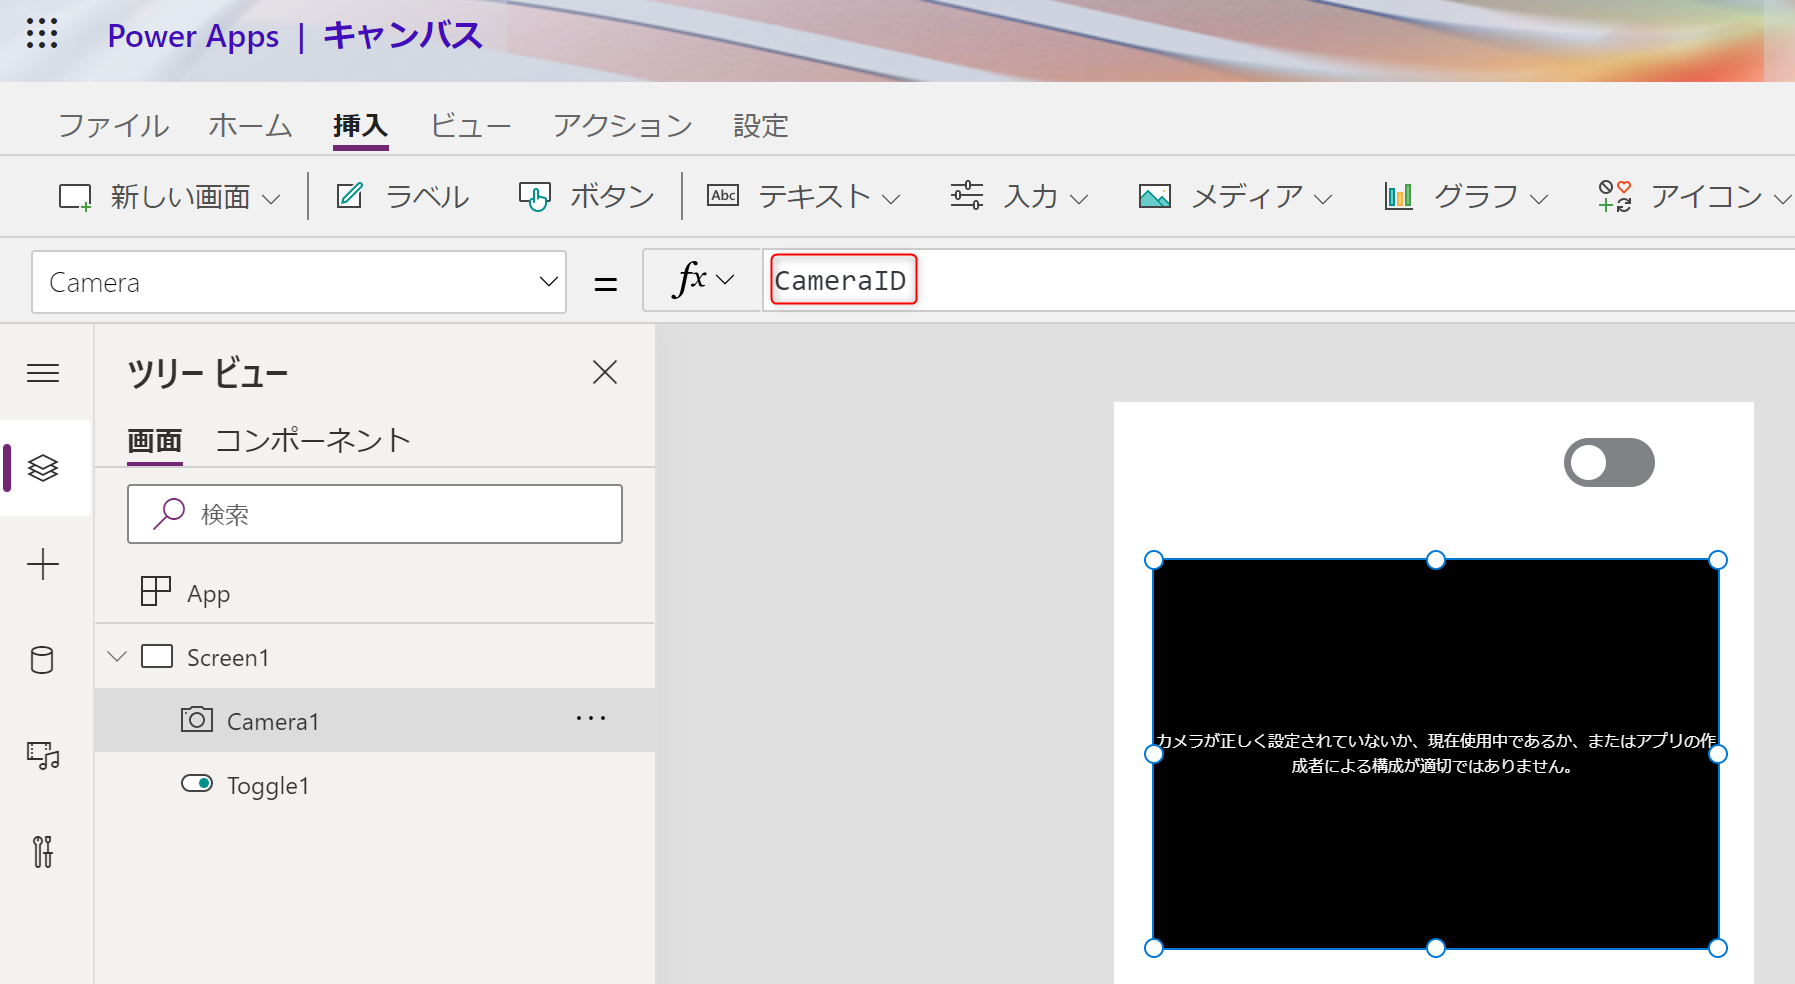 Power Apps | キャンバス
ファイル ホーム 挿入 ビュー アクション 設定
新しい画面 ラベル ボタン Abc テキスト 入力 メディア グラフ アイコン
Camera = fx CameraID
ツリー ビュー
画面 コンポーネント
検索
App
Screen1
Camera1 ...
Toggle1
カメラが正しく設定されていないか、現在使用中であるか、またはアプリの作
成者による構成が適切ではありません。